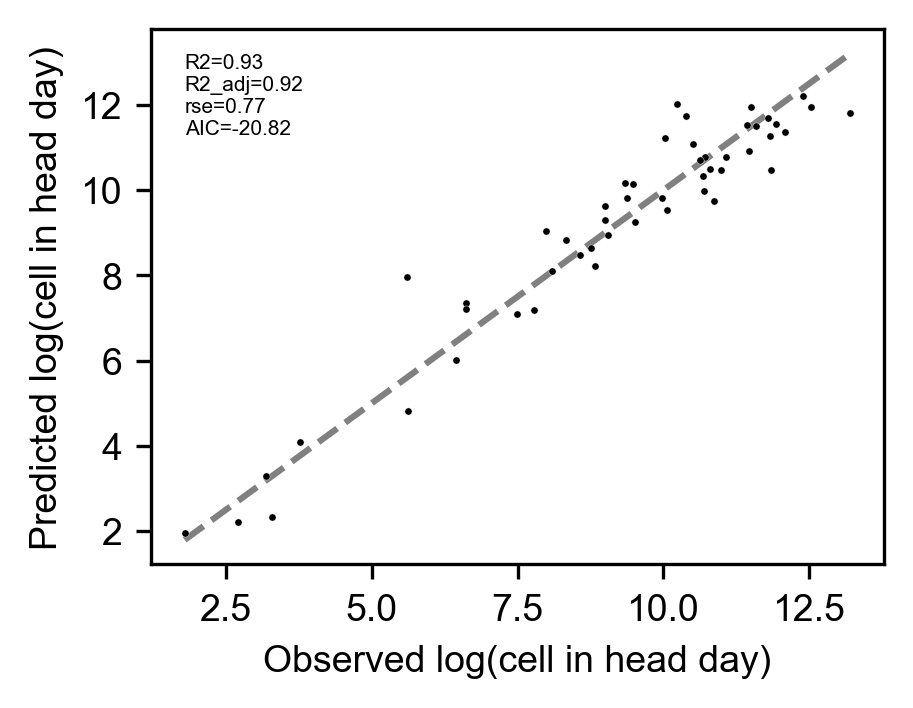 R2=0.93
R2_adj=0.92
rse=0.77
AIC=-20.82
Predicted log(cell in head day)
12
10
8
6
4
2
2.5 5.0 7.5 10.0 12.5
Observed log(cell in head day)